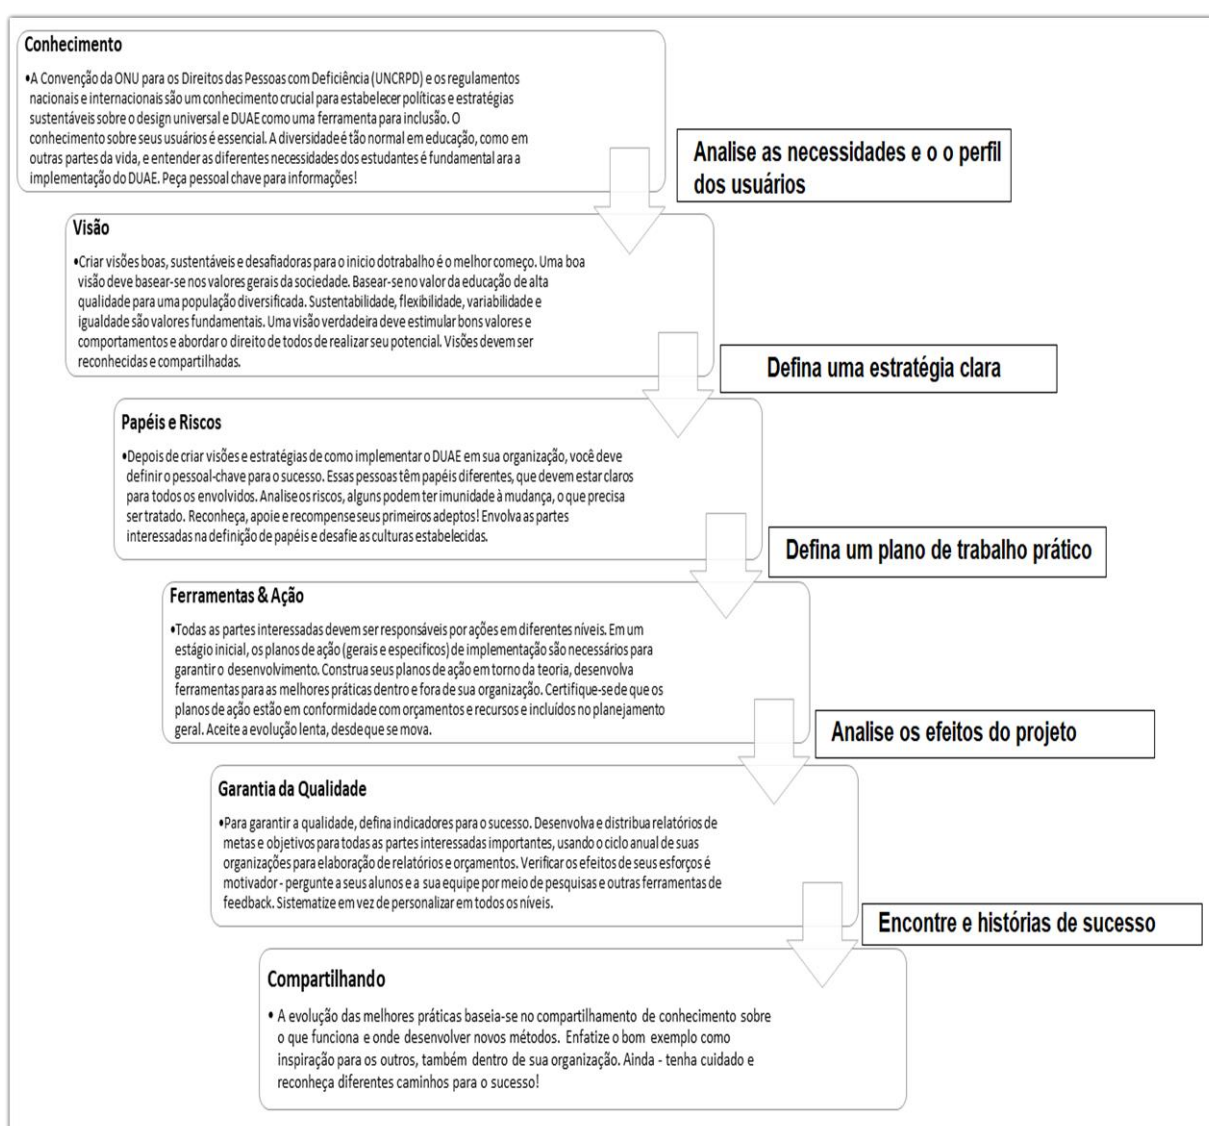 Conhecimento
•A Convenção da ONU para os Direitos das Pessoas com Deficiência (UNCRPD) e os regulamentos
nacionais e internacionais são um conhecimento crucial para estabelecer políticas e estratégias
sustentáveis sobre o design universal e DUAE como uma ferramenta para inclusão. O
conhecimento sobre seus usuários é essencial. A diversidade é tão normal em educação, como em
outras partes da vida, e entender as diferentes necessidades dos estudantes é fundamental ara a
implementação do DUAE. Peça pessoal chave para informações!
Analise as necessidades e o o perfil
dos usuários
Visão
•Criar visões boas, sustentáveis e desafiadoras para o inicio dotrabalho é o melhor começo. Uma boa
visão deve basear-se nos valores gerais da sociedade. Basear-se no valor da educação de alta
qualidade para uma população diversificada. Sustentabilidade, flexibilidade, variabilidade e
igualdade são valores fundamentais. Uma visão verdadeira deve estimular bons valores e
comportamentos e abordar o direito de todos de realizar seu potencial. Visões devem ser
reconhecidas e compartilhadas.
Defina uma estratégia clara
Papéis e Riscos
•Depois de criar visões e estratégias de como implementar o DUAE em sua organização, você deve
definir o pessoal-chave para o sucesso. Essas pessoas têm papéis diferentes, que devem estar claros
para todos os envolvidos. Analise os riscos, alguns podem ter imunidade à mudança, o que precisa
ser tratado. Reconheça, apoie e recompense seus primeiros adeptos! Envolva as partes
interessadas na definição de papéis e desafie as culturas estabelecidas.
Defina um plano de trabalho prático
Ferramentas & Ação
•Todas as partes interessadas devem ser responsáveis por ações em diferentes níveis. Em um
estágio inicial, os planos de ação (gerais e especificos) de implementação são necessários para
garantir o desenvolvimento. Construa seus planos de ação em torno da teoria, desenvolva
ferramentas para as melhores práticas dentro e fora de sua organização. Certifique-se de que os
planos de ação estão em conformidade com orçamentos e recursos e incluídos no planejamento
geral. Aceite a evolução lenta, desde que se mova.
Analise os efeitos do projeto
Garantia da Qualidade
•Para garantir a qualidade, defina indicadores para o sucesso. Desenvolva e distribua relatórios de
metas e objetivos para todas as partes interessadas importantes, usando o ciclo anual de suas
organizações para elaboração de relatórios e orçamentos. Verificar os efeitos de seus esforços é
motivador - pergunte a seus alunos e a sua equipe por meio de pesquisas e outras ferramentas de
feedback. Sistematize em vez de personalizar em todos os níveis.
Encontre e histórias de sucesso
Compartilhando
• A evolução das melhores práticas baseia-se no compartilhamento de conhecimento sobre
o que funciona e onde desenvolver novos métodos. Enfatize o bom exemplo como
inspiração para os outros, também dentro de sua organização. Ainda - tenha cuidado e
reconheça diferentes caminhos para o sucesso!